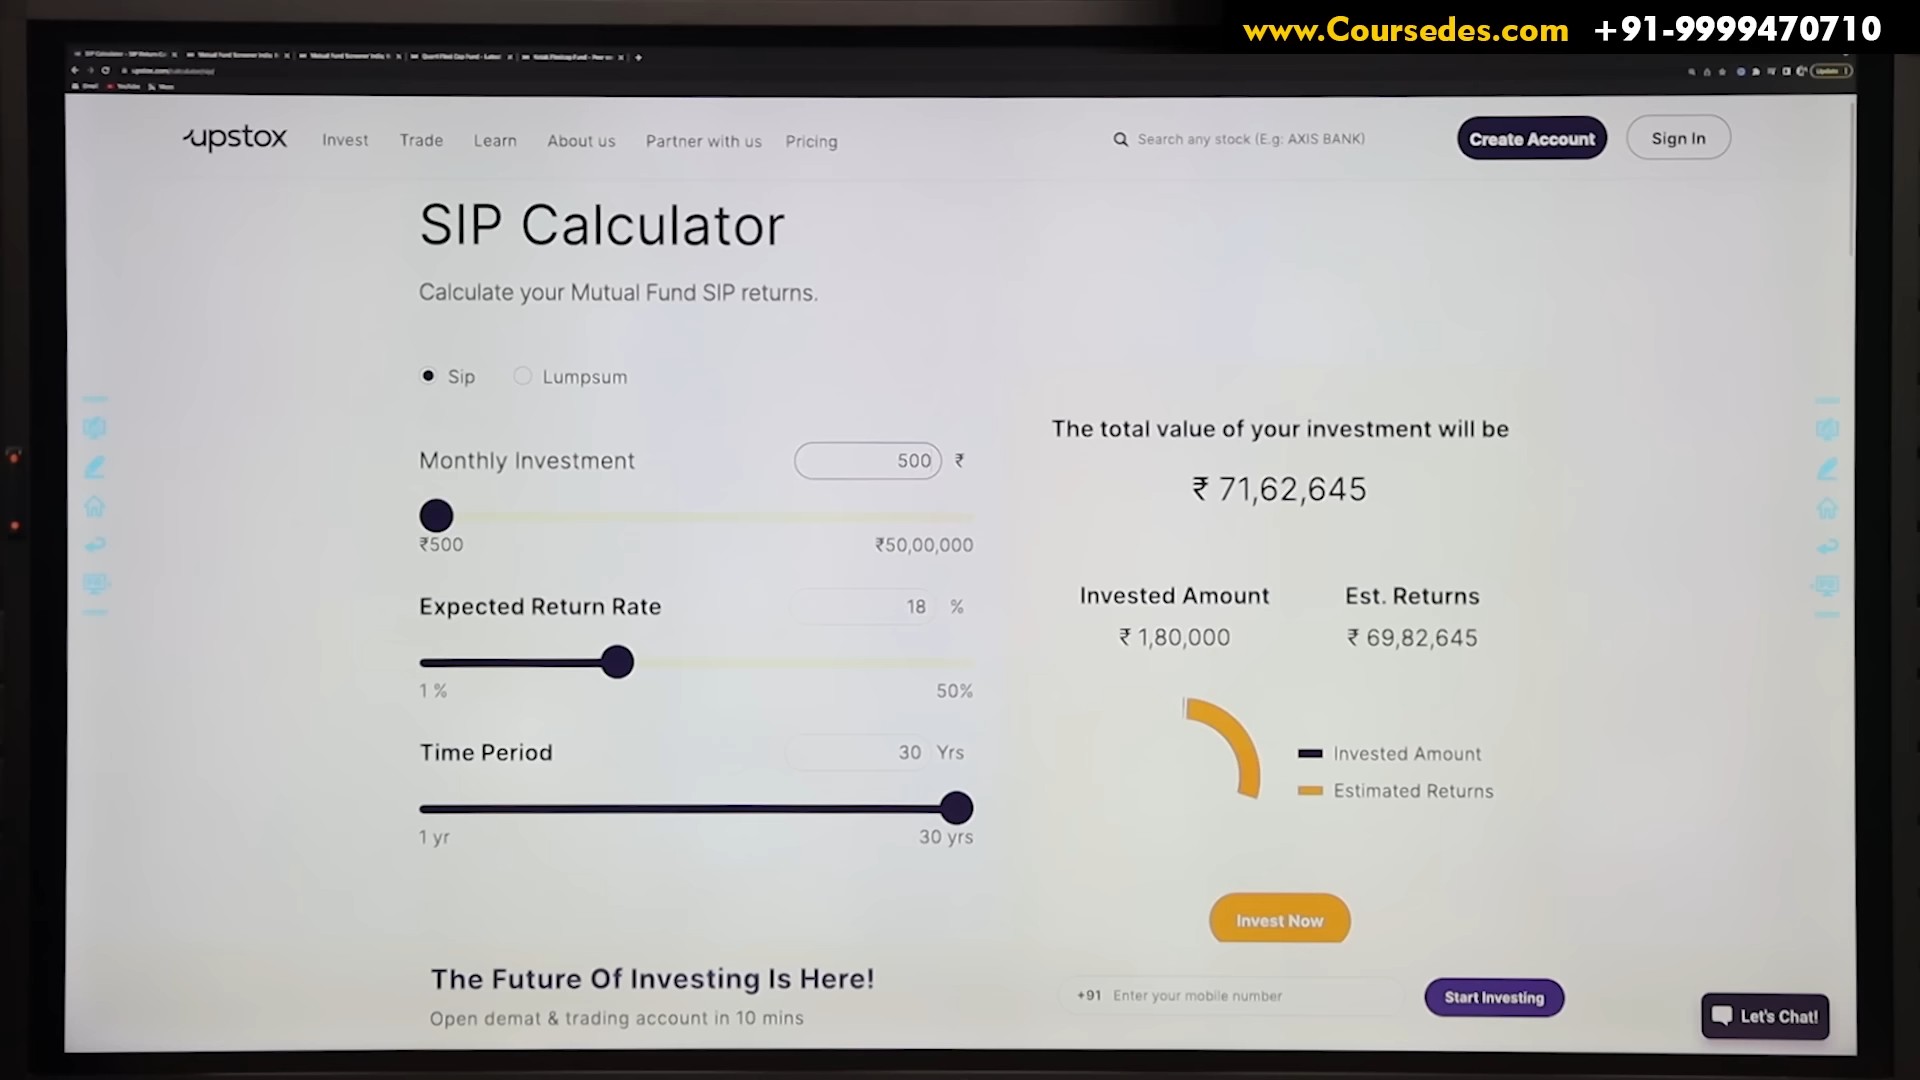 www.Coursedes.com +91-9999470710
upstox
Invest Trade Learn About us Partner with us Pricing
Search any stock (E.g: AXIS BANK)
Create Account Sign In
SIP Calculator
Calculate your Mutual Fund SIP returns.
Sip Lumpsum
Monthly Investment 500 ₹
₹500 ₹50,00,000
Expected Return Rate 18 %
1 % 50%
Time Period 30 Yrs
1 yr 30 yrs
The total value of your investment will be
₹ 71,62,645
Invested Amount Est. Returns
₹ 1,80,000 ₹ 69,82,645
Invested Amount
Estimated Returns
Invest Now
The Future Of Investing Is Here!
Open demat & trading account in 10 mins
+91 Enter your mobile number
Start Investing
Let's Chat!